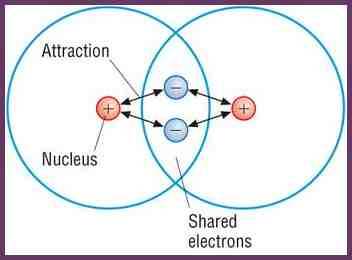 Attraction
−
+
+
−
Nucleus
Shared
electrons